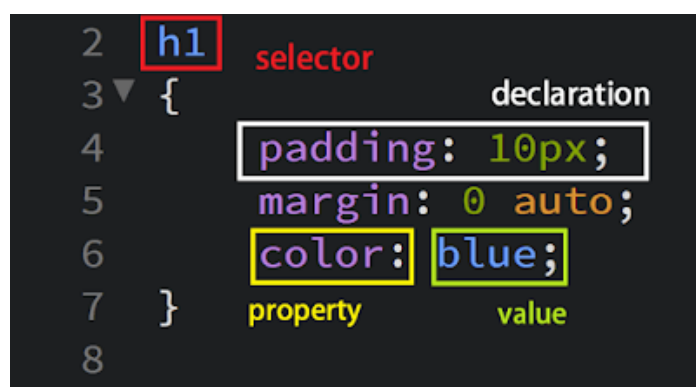 2 h1 selector
3 ▼ { declaration
4 padding: 10px;
5 margin: 0 auto;
6 color: blue;
7 } property value
8